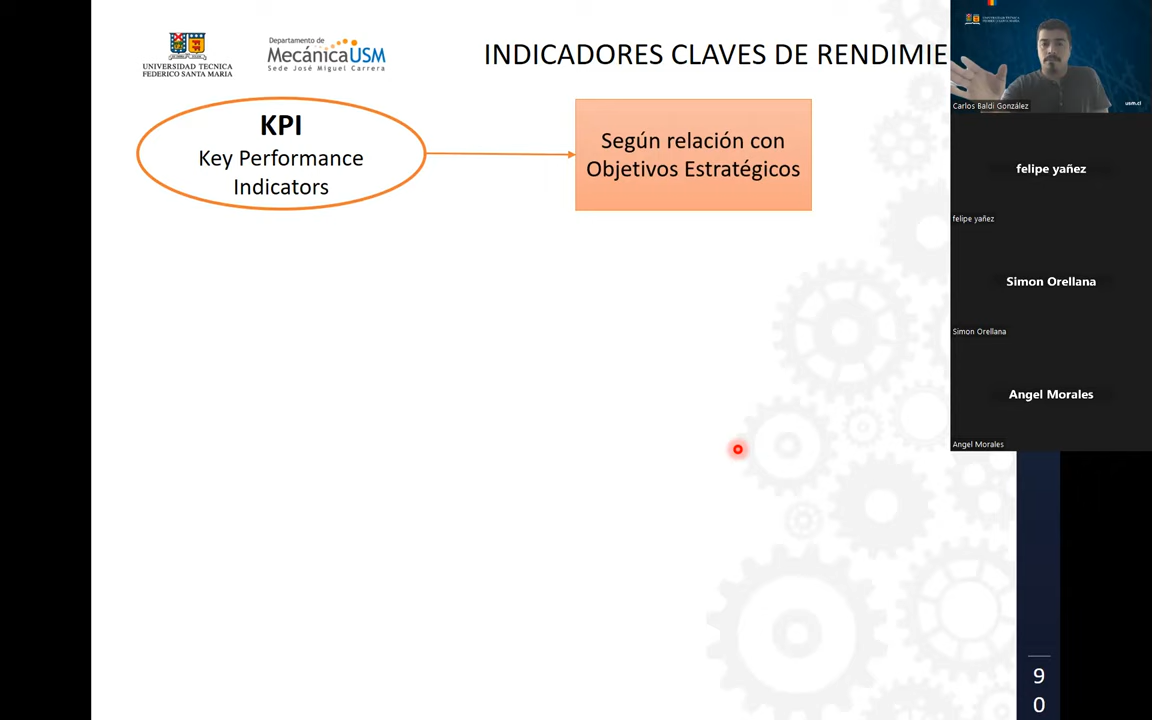 UNIVERSIDAD TECNICA
FEDERICO SANTA MARIA
Departamento de
MecánicaUSM
Sede José Miguel Carrera
INDICADORES CLAVES DE RENDIMIE
KPI
Key Performance
Indicators
Según relación con
Objetivos Estratégicos
usm.cl
Carlos Baldi González
felipe yañez
felipe yañez
Simon Orellana
Simon Orellana
Angel Morales
Angel Morales
9
0